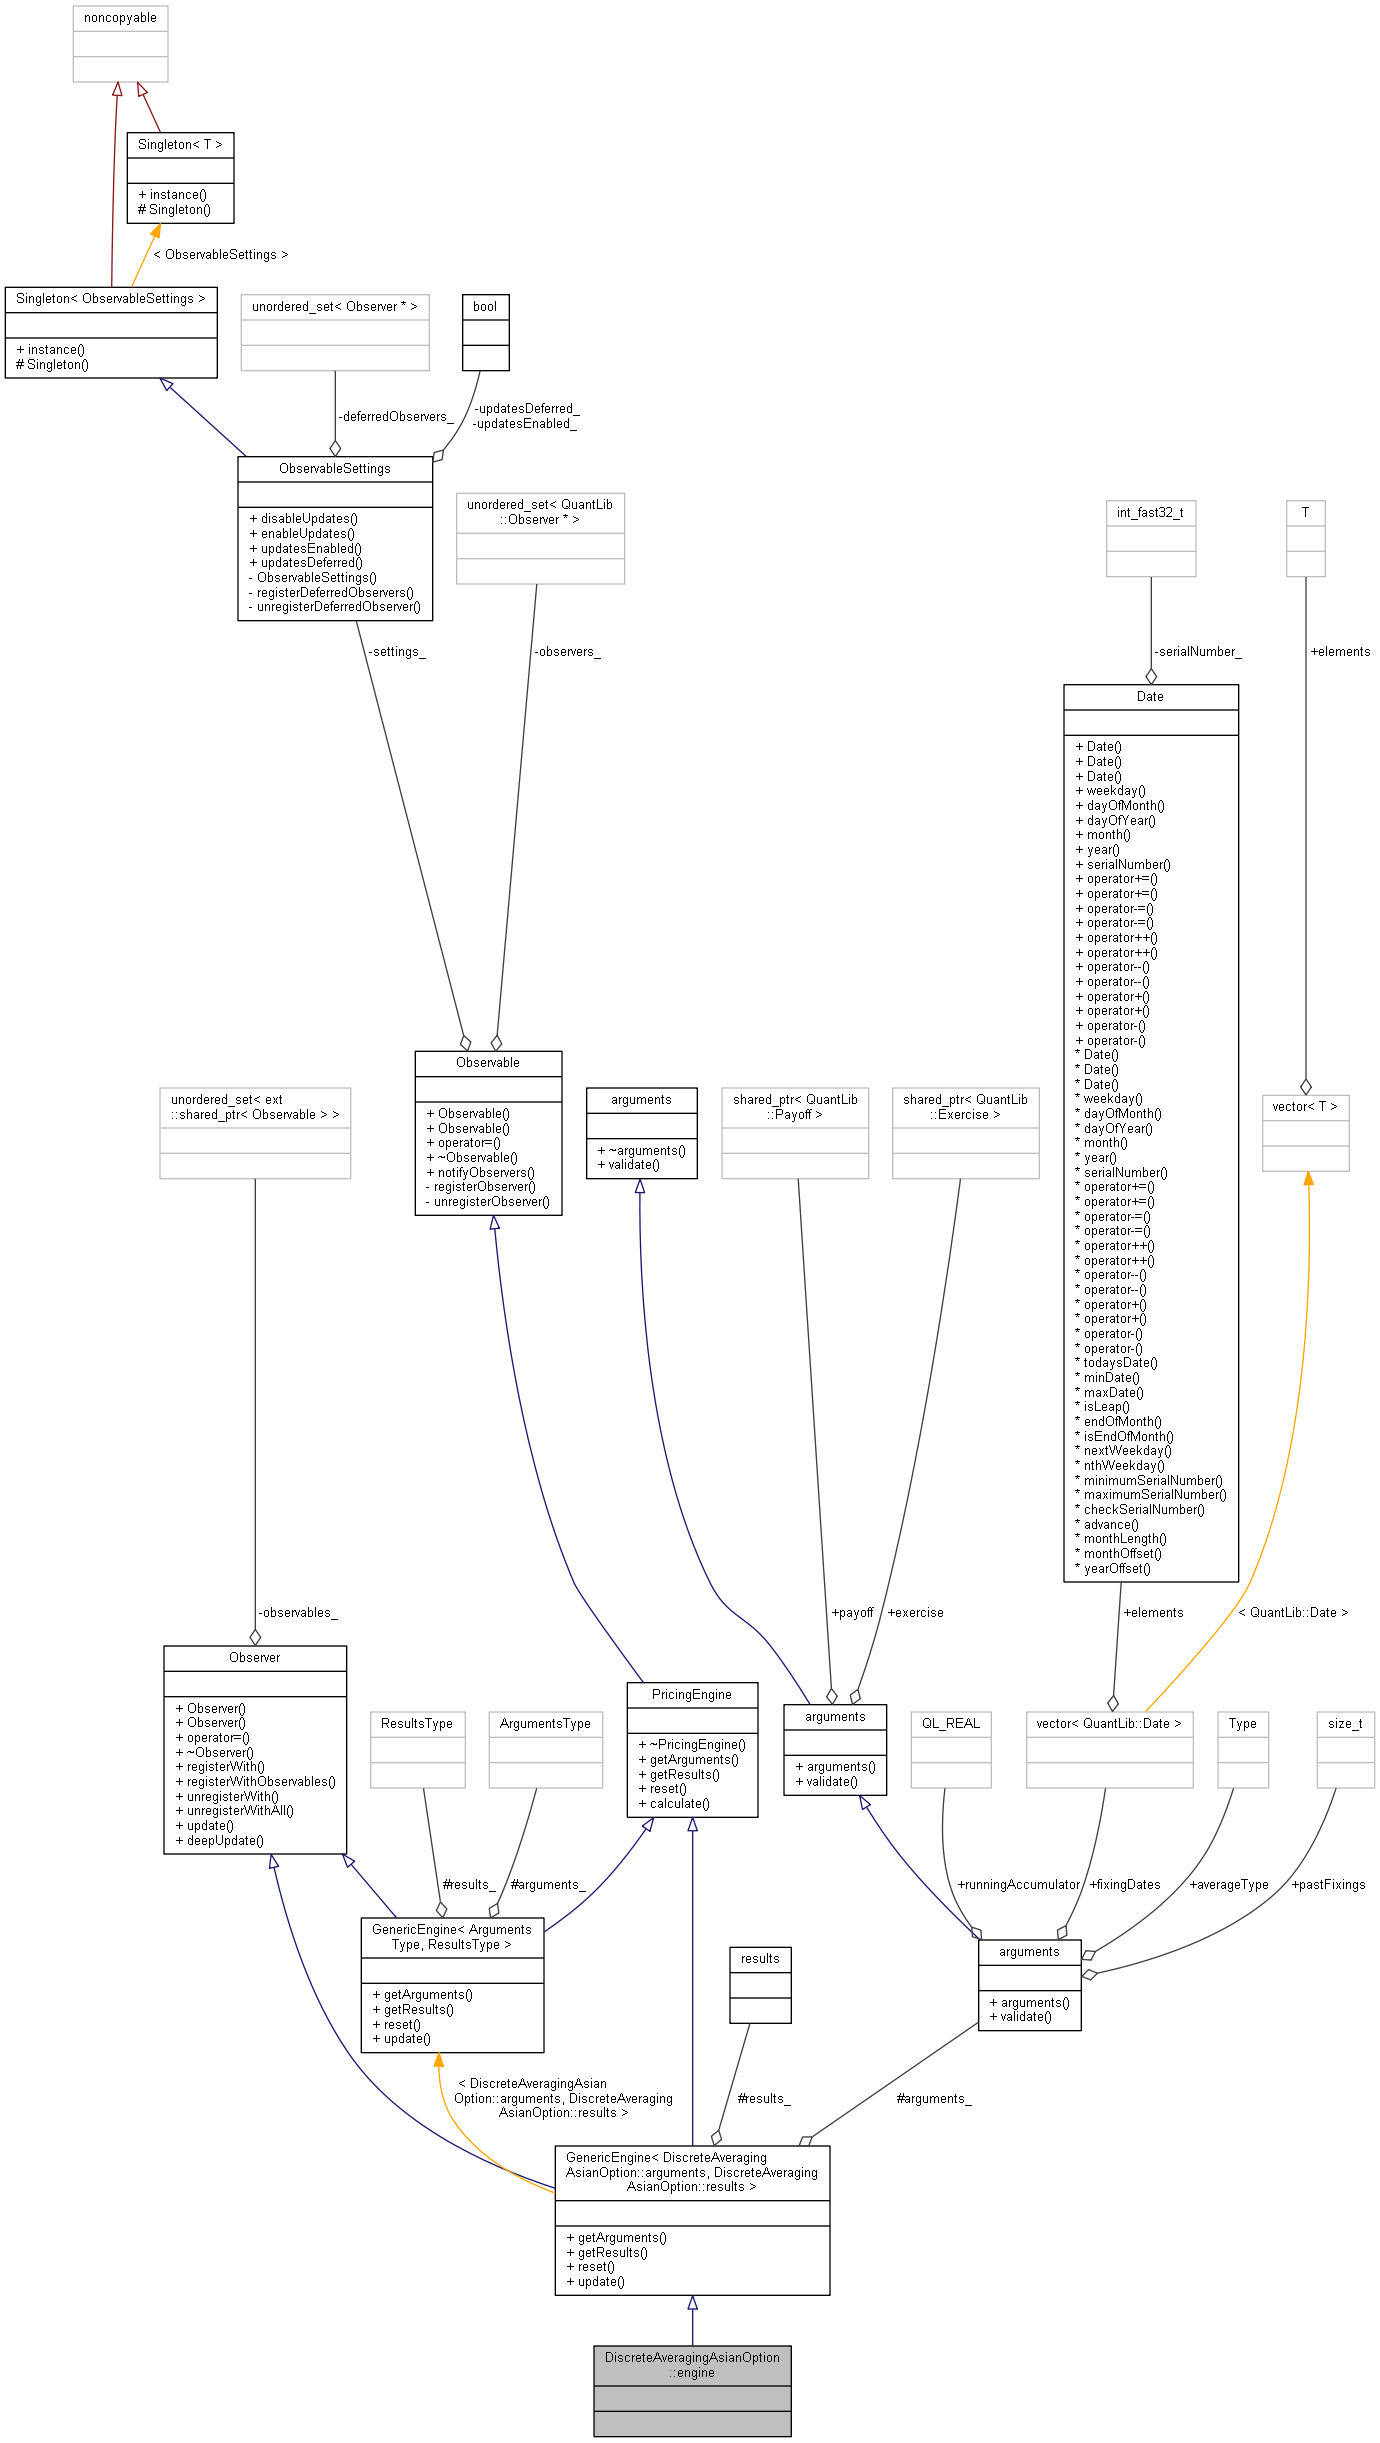 noncopyable
Singleton< T >
+ instance()
# Singleton()
< ObservableSettings >
Singleton< ObservableSettings >
+ instance()
# Singleton()
unordered_set< Observer * >
bool
-deferredObservers_
-updatesDeferred_
-updatesEnabled_
ObservableSettings
+ disableUpdates()
+ enableUpdates()
+ updatesEnabled()
+ updatesDeferred()
- ObservableSettings()
- registerDeferredObservers()
- unregisterDeferredObserver()
unordered_set< QuantLib
::Observer * >
int_fast32_t
T
-settings_
-observers_
-serialNumber_
+elements
Date
+ Date()
+ Date()
+ Date()
+ weekday()
+ dayOfMonth()
+ dayOfYear()
+ month()
+ year()
+ serialNumber()
+ operator+=()
+ operator+=()
+ operator-=()
+ operator-=()
+ operator++()
+ operator++()
+ operator--()
+ operator--()
+ operator+()
+ operator+()
+ operator-()
+ operator-()
* Date()
* Date()
* Date()
* weekday()
* dayOfMonth()
* dayOfYear()
* month()
* year()
* serialNumber()
* operator+=()
* operator+=()
* operator-=()
* operator-=()
* operator++()
* operator++()
* operator--()
* operator--()
* operator+()
* operator+()
* operator-()
* operator-()
* todaysDate()
* minDate()
* maxDate()
* isLeap()
* endOfMonth()
* isEndOfMonth()
* nextWeekday()
* nthWeekday()
* minimumSerialNumber()
* maximumSerialNumber()
* checkSerialNumber()
* advance()
* monthLength()
* monthOffset()
* yearOffset()
Observable
+ Observable()
+ Observable()
+ operator=()
+ ~Observable()
+ notifyObservers()
- registerObserver()
- unregisterObserver()
unordered_set< ext
::shared_ptr< Observable > >
arguments
+ ~arguments()
+ validate()
shared_ptr< QuantLib
::Payoff >
shared_ptr< QuantLib
::Exercise >
vector< T >
-observables_
+payoff
+exercise
+elements
< QuantLib::Date >
Observer
+ Observer()
+ Observer()
+ operator=()
+ ~Observer()
+ registerWith()
+ registerWithObservables()
+ unregisterWith()
+ unregisterWithAll()
+ update()
+ deepUpdate()
ResultsType
ArgumentsType
PricingEngine
+ ~PricingEngine()
+ getArguments()
+ getResults()
+ reset()
+ calculate()
arguments
+ arguments()
+ validate()
QL_REAL
vector< QuantLib::Date >
Type
size_t
#results_
#arguments_
+runningAccumulator
+fixingDates
+averageType
+pastFixings
GenericEngine< Arguments
Type, ResultsType >
+ getArguments()
+ getResults()
+ reset()
+ update()
results
arguments
+ arguments()
+ validate()
< DiscreteAveragingAsian
Option::arguments, DiscreteAveraging
AsianOption::results >
#results_
#arguments_
GenericEngine< DiscreteAveraging
AsianOption::arguments, DiscreteAveraging
AsianOption::results >
+ getArguments()
+ getResults()
+ reset()
+ update()
DiscreteAveragingAsianOption
::engine